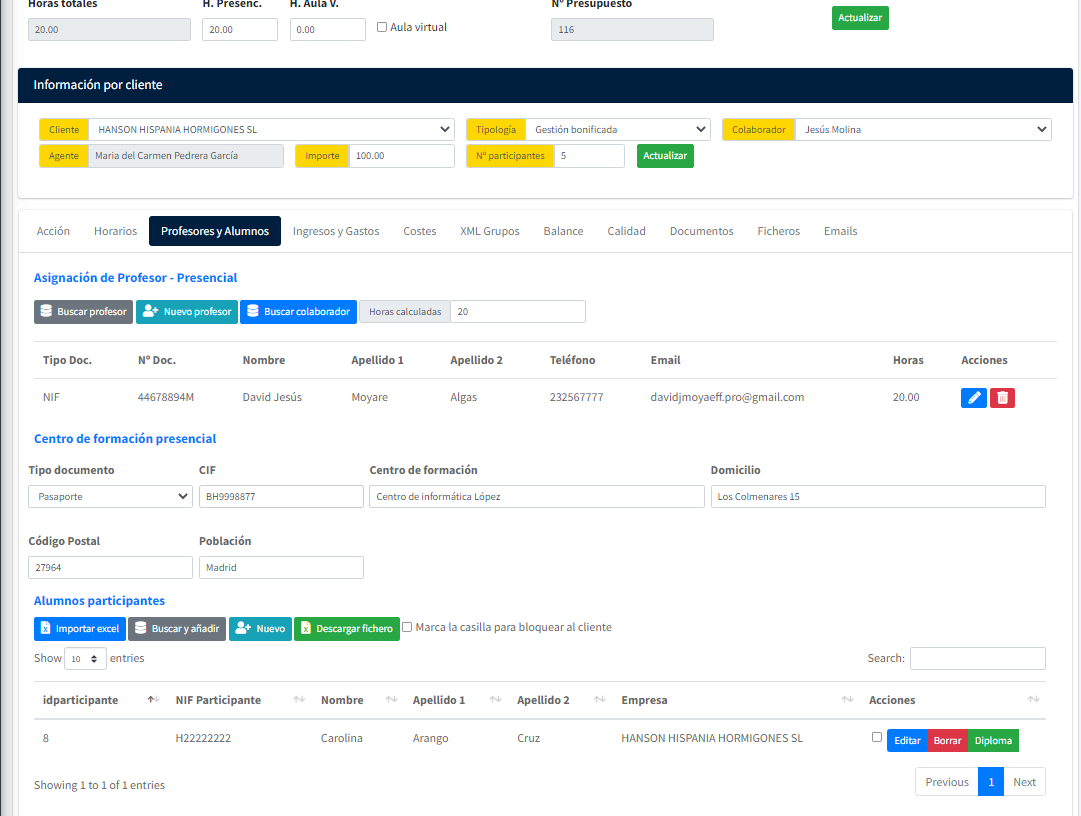 Horas totales H. Presenc. H. Aula V. Nº Presupuesto
20.00 20.00 0.00 Aula virtual 116 Actualizar
Información por cliente
Cliente HANSON HISPANIA HORMIGONES SL Tipología Gestión bonificada Colaborador Jesús Molina
Agente Maria del Carmen Pedrera García Importe 100.00 Nº participantes 5 Actualizar
Acción Horarios Profesores y Alumnos Ingresos y Gastos Costes XML Grupos Balance Calidad Documentos Ficheros Emails
Asignación de Profesor - Presencial
Buscar profesor Nuevo profesor Buscar colaborador Horas calculadas 20
Tipo Doc. Nº Doc. Nombre Apellido 1 Apellido 2 Teléfono Email Horas Acciones
NIF 44678894M David Jesús Moyare Algas 232567777 davidjmoyaeff.pro@gmail.com 20.00
Centro de formación presencial
Tipo documento CIF Centro de formación Domicilio
Pasaporte BH9998877 Centro de informática López Los Colmenares 15
Código Postal Población
27964 Madrid
Alumnos participantes
Importar excel Buscar y añadir Nuevo Descargar fichero Marca la casilla para bloquear al cliente
Show 10 entries Search:
idparticipante NIF Participante Nombre Apellido 1 Apellido 2 Empresa Acciones
8 H22222222 Carolina Arango Cruz HANSON HISPANIA HORMIGONES SL Editar Borrar Diploma
Showing 1 to 1 of 1 entries Previous 1 Next